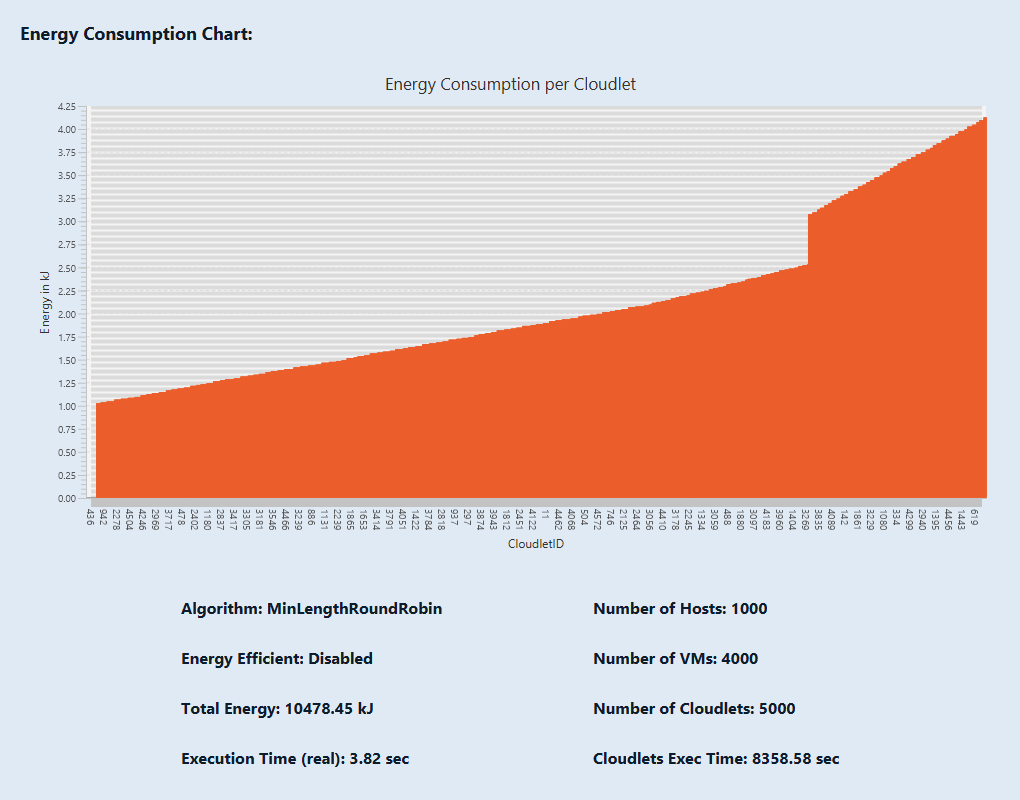 Energy Consumption Chart:
Energy Consumption per Cloudlet
4.25
4.00
3.75
3.50
3.25
3.00
2.75
2.50
2.25
2.00
1.75
1.50
1.25
1.00
0.75
0.50
0.25
0.00
Energy in kJ
436 942 2278 4504 4246 2969 3717 478 2402 1180 2837 3417 3305 3181 3546 4466 3239 886 1131 2239 1895 1653 3414 3791 4051 1422 3784 2818 937 297 3874 3943 1812 2451 4122 11 4462 4068 504 4572 746 2125 2464 3056 4410 3178 2245 1334 3059 488 1880 3097 4183 3960 1404 3269 3835 4089 142 1861 3229 1080 334 4299 2940 1395 4456 1443 619
CloudletID
Algorithm: MinLengthRoundRobin
Number of Hosts: 1000
Energy Efficient: Disabled
Number of VMs: 4000
Total Energy: 10478.45 kJ
Number of Cloudlets: 5000
Execution Time (real): 3.82 sec
Cloudlets Exec Time: 8358.58 sec